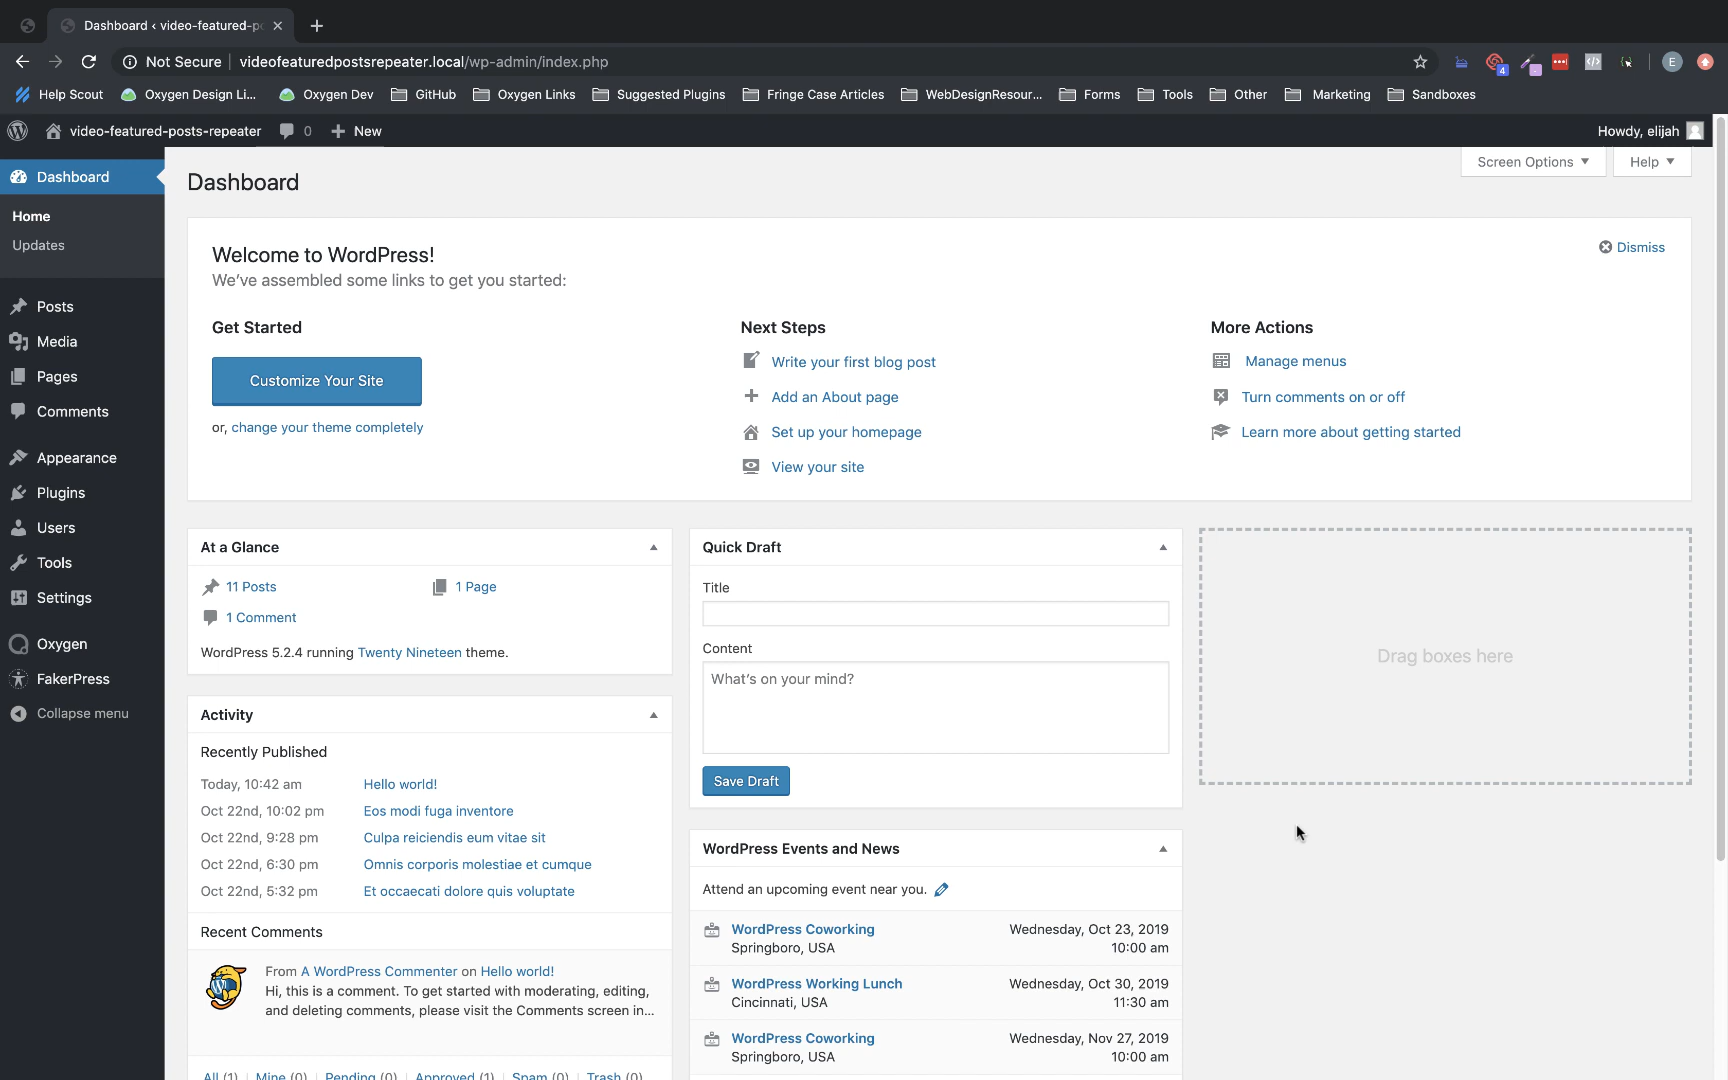 Dashboard ‹ video-featured-p
Not Secure
videofeaturedpostsrepeater.local/wp-admin/index.php
4
E
Help Scout
Oxygen Design Li...
Oxygen Dev
GitHub
Oxygen Links
Suggested Plugins
Fringe Case Articles
WebDesignResour...
Forms
Tools
Other
Marketing
Sandboxes
video-featured-posts-repeater
0
New
Howdy, elijah
Dashboard
Home
Updates
Posts
Media
Pages
Comments
Appearance
Plugins
Users
Tools
Settings
Oxygen
FakerPress
Collapse menu
Dashboard
Screen Options
Help
Welcome to WordPress!
We've assembled some links to get you started:
Dismiss
Get Started
Customize Your Site
or, change your theme completely
Next Steps
Write your first blog post
Add an About page
Set up your homepage
View your site
More Actions
Manage menus
Turn comments on or off
Learn more about getting started
At a Glance
11 Posts
1 Page
1 Comment
WordPress 5.2.4 running Twenty Nineteen theme.
Activity
Recently Published
Today, 10:42 am Hello world!
Oct 22nd, 10:02 pm Eos modi fuga inventore
Oct 22nd, 9:28 pm Culpa reiciendis eum vitae sit
Oct 22nd, 6:30 pm Omnis corporis molestiae et cumque
Oct 22nd, 5:32 pm Et occaecati dolore quis voluptate
Recent Comments
From A WordPress Commenter on Hello world!
Hi, this is a comment. To get started with moderating, editing,
and deleting comments, please visit the Comments screen in...
All (1) | Mine (0) | Pending (0) | Approved (1) | Spam (0) | Trash (0)
Quick Draft
Title
Content
What's on your mind?
Save Draft
WordPress Events and News
Attend an upcoming event near you.
WordPress Coworking Wednesday, Oct 23, 2019
Springboro, USA 10:00 am
WordPress Working Lunch Wednesday, Oct 30, 2019
Cincinnati, USA 11:30 am
WordPress Coworking Wednesday, Nov 27, 2019
Springboro, USA 10:00 am
Drag boxes here